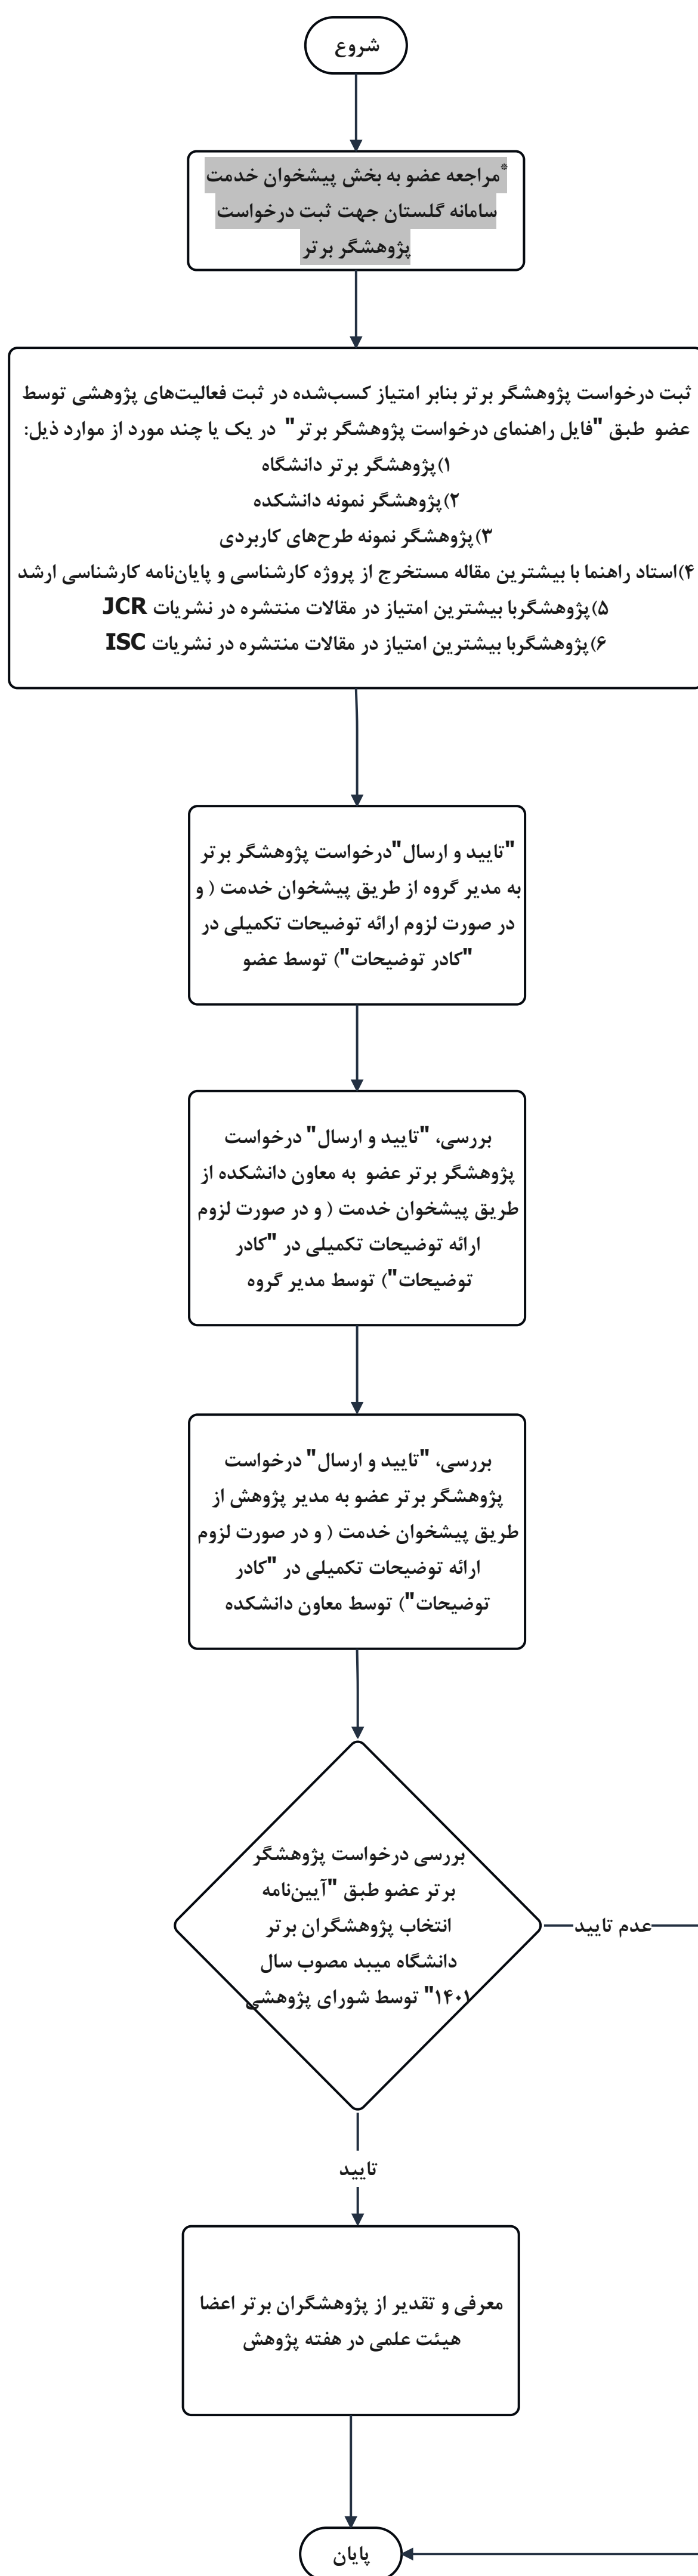 شروع
*مراجعه عضو به بخش پیشخوان خدمت
سامانه گلستان جهت ثبت درخواست
پژوهشگر برتر
ثبت درخواست پژوهشگر برتر بنابر امتیاز کسب‌شده در ثبت فعالیت‌های پژوهشی توسط
عضو طبق "فایل راهنمای درخواست پژوهشگر برتر" در یک یا چند مورد از موارد ذیل:
۱)پژوهشگر برتر دانشگاه
۲)پژوهشگر نمونه دانشکده
۳)پژوهشگر نمونه طرح‌های کاربردی
۴)استاد راهنما با بیشترین مقاله مستخرج از پروژه کارشناسی و پایان‌نامه کارشناسی ارشد
۵)پژوهشگربا بیشترین امتیاز در مقالات منتشره در نشریات JCR
۶)پژوهشگربا بیشترین امتیاز در مقالات منتشره در نشریات ISC
"تایید و ارسال"درخواست پژوهشگر برتر
به مدیر گروه از طریق پیشخوان خدمت ( و
در صورت لزوم ارائه توضیحات تکمیلی در
"کادر توضیحات") توسط عضو
بررسی، "تایید و ارسال" درخواست
پژوهشگر برتر عضو به معاون دانشکده از
طریق پیشخوان خدمت ( و در صورت لزوم
ارائه توضیحات تکمیلی در "کادر
توضیحات") توسط مدیر گروه
بررسی، "تایید و ارسال" درخواست
پژوهشگر برتر عضو به مدیر پژوهش از
طریق پیشخوان خدمت ( و در صورت لزوم
ارائه توضیحات تکمیلی در "کادر
توضیحات") توسط معاون دانشکده
بررسی درخواست پژوهشگر
برتر عضو طبق "آیین‌نامه
انتخاب پژوهشگران برتر
دانشگاه میبد مصوب سال
۱۴۰۱" توسط شورای پژوهشی
عدم تایید
تایید
معرفی و تقدیر از پژوهشگران برتر اعضا
هیئت علمی در هفته پژوهش
پایان